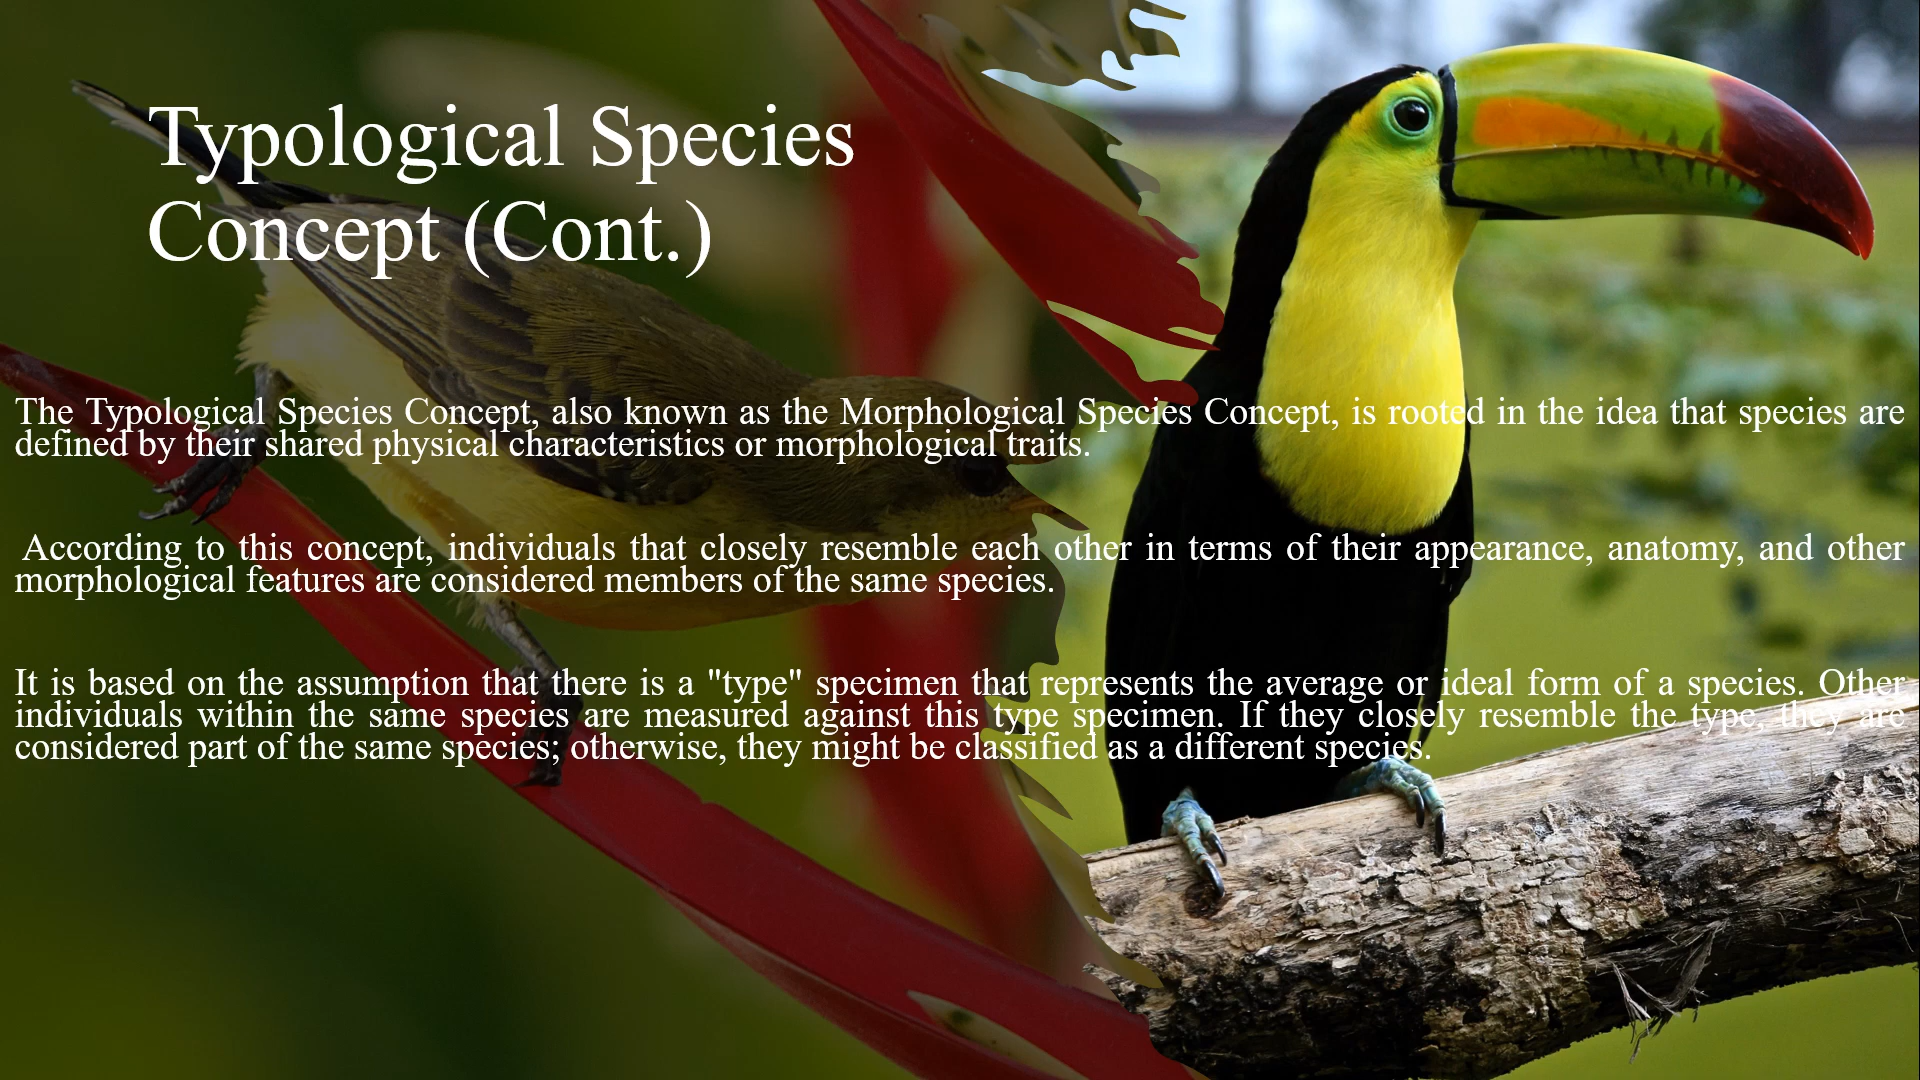 Typological Species
Concept (Cont.)
The Typological Species Concept, also known as the Morphological Species Concept, is rooted in the idea that species are
defined by their shared physical characteristics or morphological traits.
According to this concept, individuals that closely resemble each other in terms of their appearance, anatomy, and other
morphological features are considered members of the same species.
It is based on the assumption that there is a "type" specimen that represents the average or ideal form of a species. Other
individuals within the same species are measured against this type specimen. If they closely resemble the type, they are
considered part of the same species; otherwise, they might be classified as a different species.